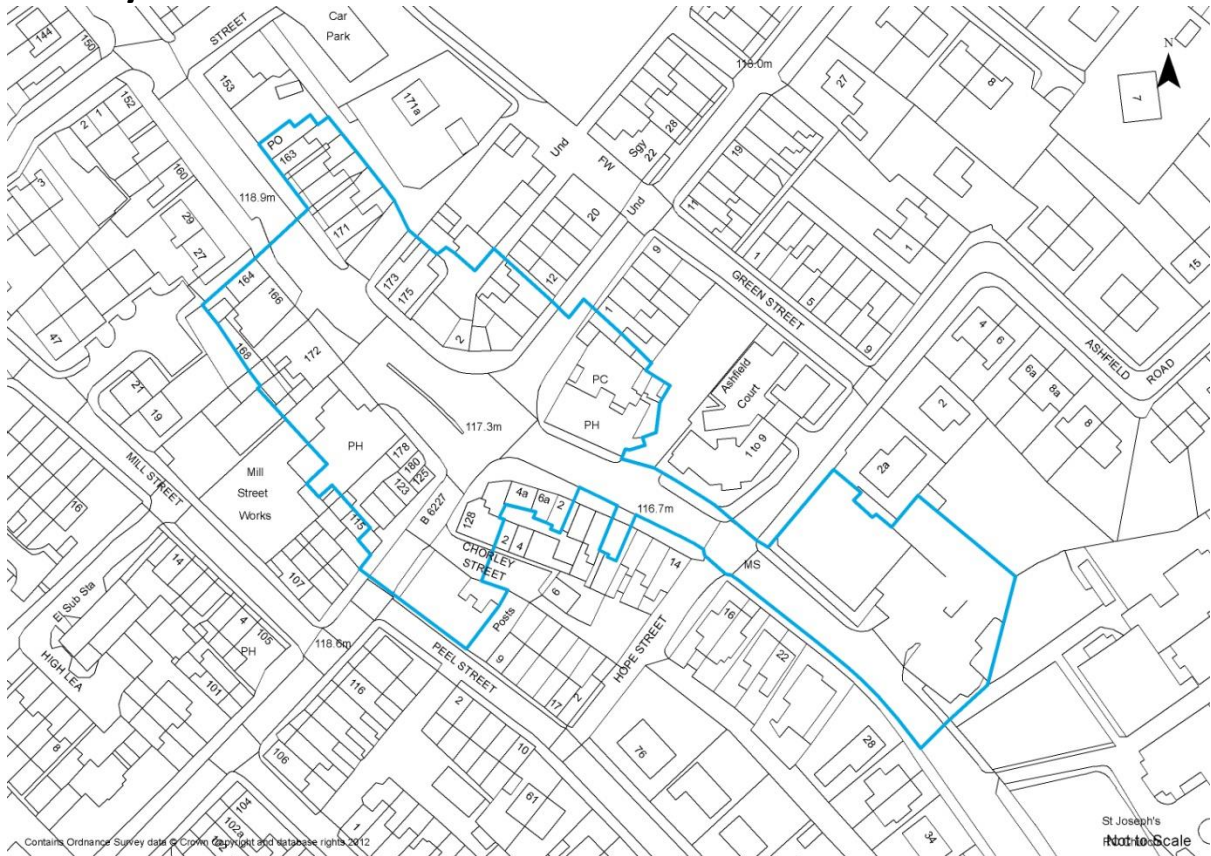 144
150
STREET
Car
Park
118.0m
N
153
171a
27
8
7
152
1
2
PO
163
Und
Sgy
28
22
FW
19
3
160
118.9m
171
20
Und
11
29
27
12
1
1
15
164
166
173
175
9
GREEN STREET
5
4
6
ASHFIELD
ROAD
47
168
172
2
1
9
6a
8a
21
19
PC
Ashfield
Court
2
8
PH
117.3m
PH
1 to 9
MILL STREET
Mill
Street
Works
178
180
125
123
2a
16
B 6227
4a
6a
2
116.7m
115
128
2
4
CHORLEY
STREET
14
MS
14
107
6
El Sub Sta
4
105
PH
118.6m
Posts
9
16
HOPE STREET
22
HIGH LEA
101
PEEL STREET
116
17
2
2
8
10
76
28
106
61
104
102a
1
34
St Joseph's
Contains Ordnance Survey data © Crown Copyright and database rights 2012
Not to Scale